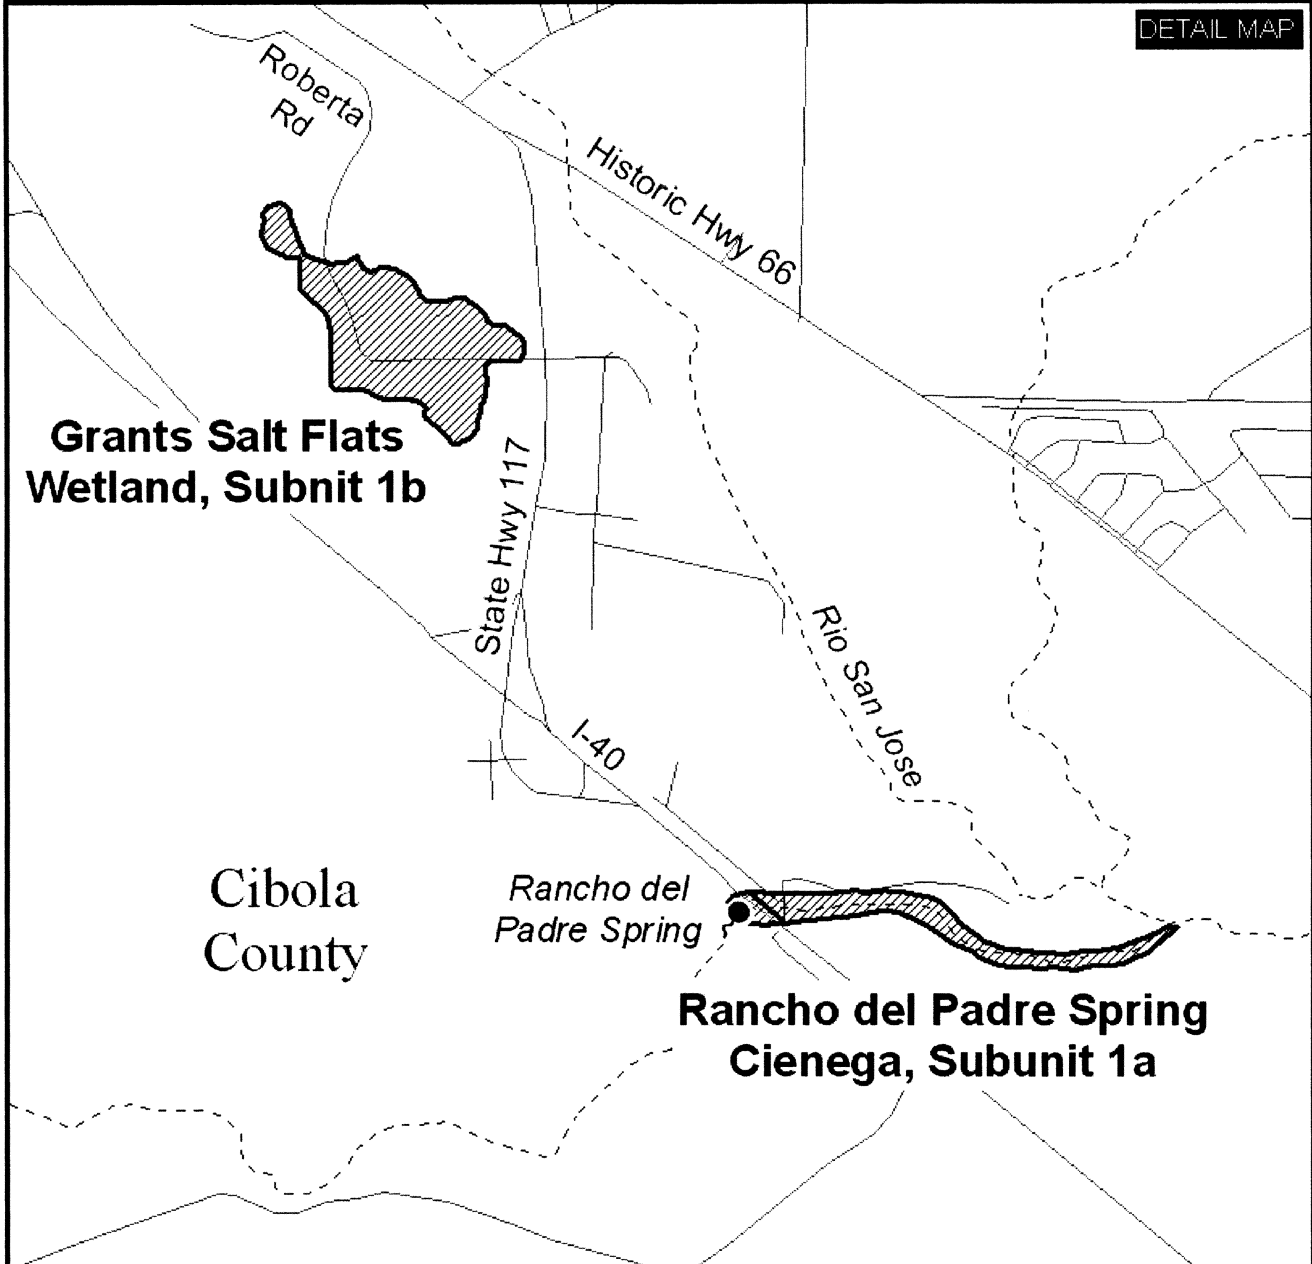 DETAIL MAP
Roberta
Rd
Historic Hwy 66
Grants Salt Flats
Wetland, Subnit 1b
State Hwy 117
Rio San Jose
I-40
Cibola
County
Rancho del
Padre Spring
Rancho del Padre Spring
Cienega, Subunit 1a